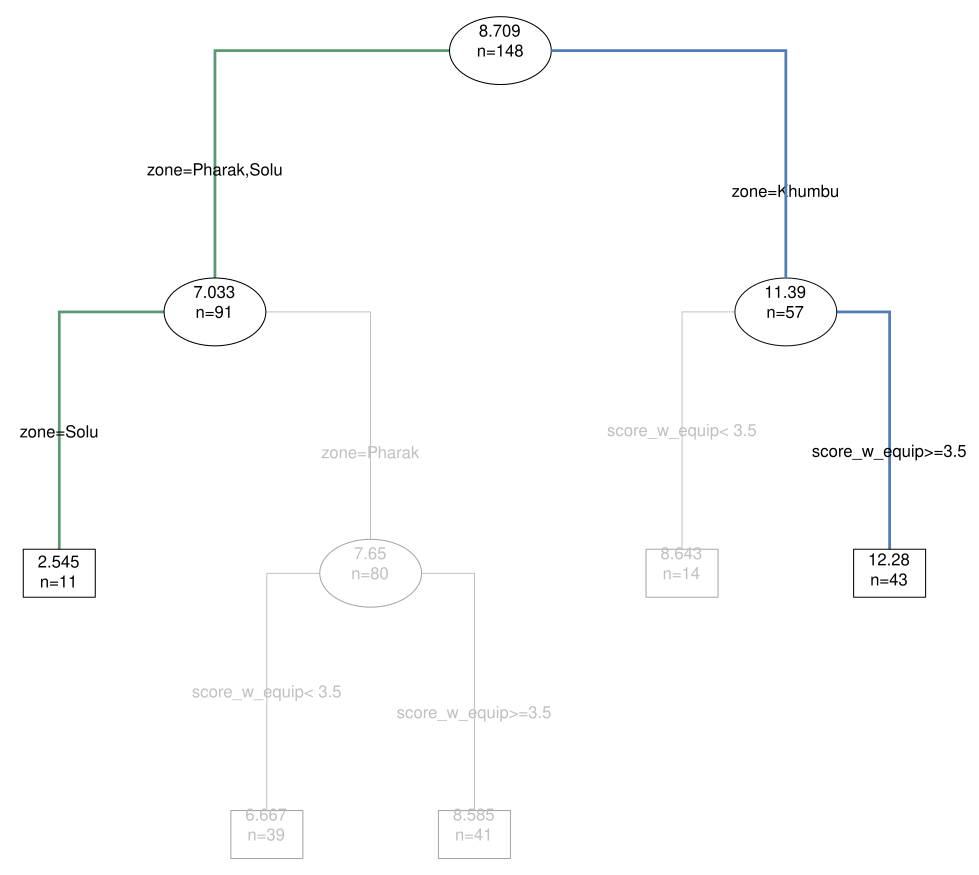 8.709
n=148
zone=Pharak,Solu
zone=Khumbu
7.033
n=91
11.39
n=57
zone=Solu
zone=Pharak
score_w_equip< 3.5
score_w_equip>=3.5
2.545
n=11
7.65
n=80
8.643
n=14
12.28
n=43
score_w_equip< 3.5
score_w_equip>=3.5
6.667
n=39
8.585
n=41